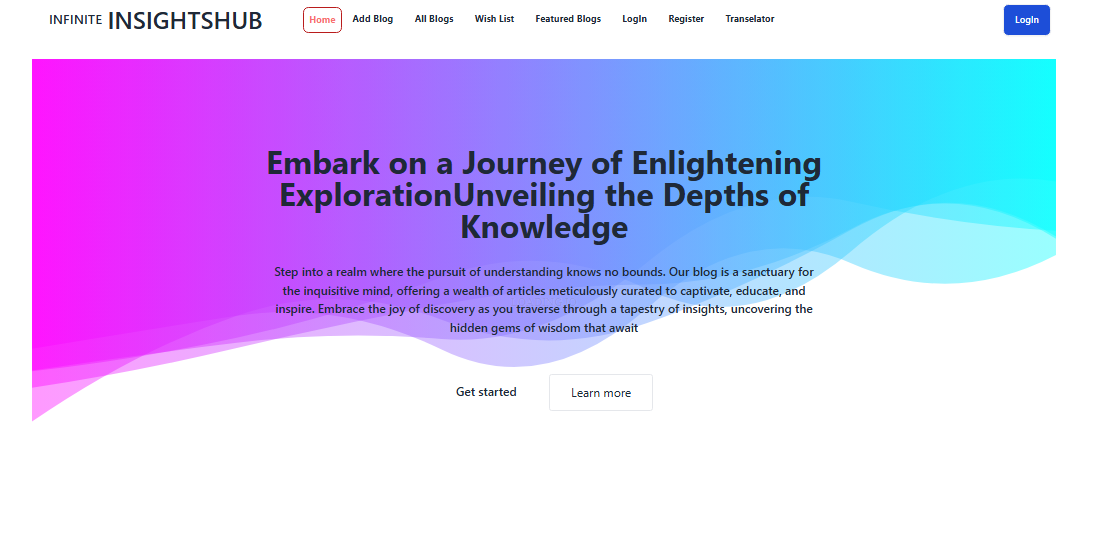 INFINITE INSIGHTSHUB Home Add Blog All Blogs Wish List Featured Blogs LogIn Register Transelator LogIn
Embark on a Journey of Enlightening
ExplorationUnveiling the Depths of
Knowledge
Step into a realm where the pursuit of understanding knows no bounds. Our blog is a sanctuary for
the inquisitive mind, offering a wealth of articles meticulously curated to captivate, educate, and
inspire. Embrace the joy of discovery as you traverse through a tapestry of insights, uncovering the
hidden gems of wisdom that await
Get started Learn more